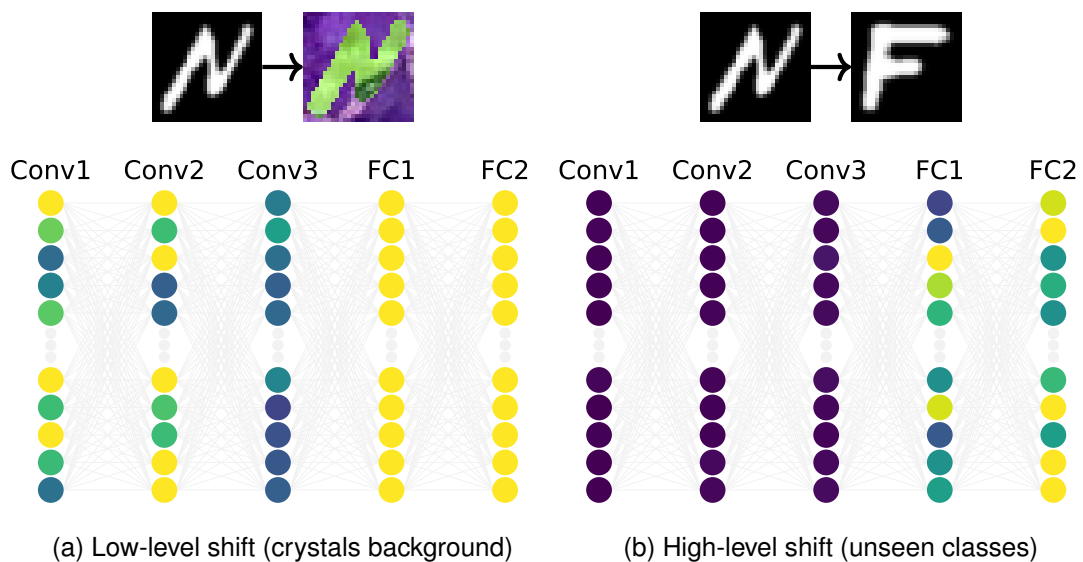 N N N F
Conv1 Conv2 Conv3 FC1 FC2 Conv1 Conv2 Conv3 FC1 FC2
(a) Low-level shift (crystals background) (b) High-level shift (unseen classes)